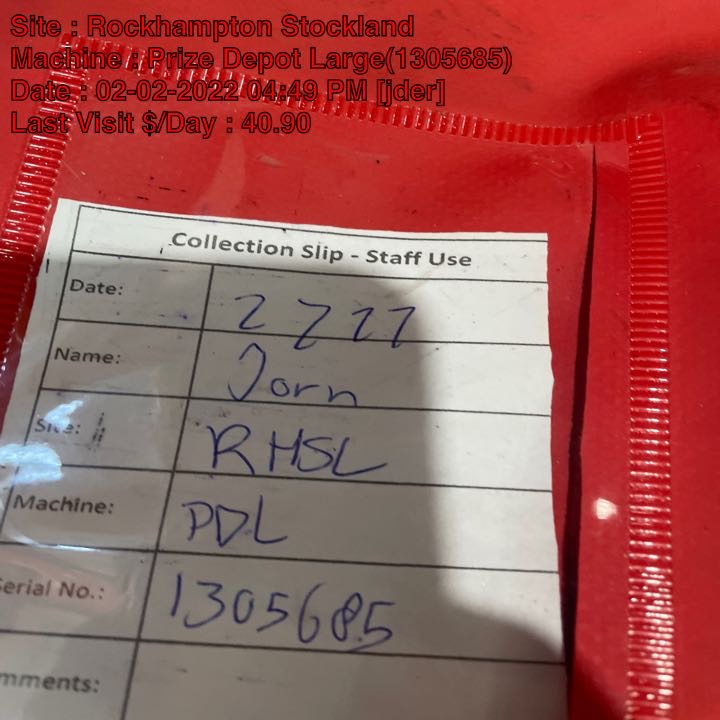 Site : Rockhampton Stockland
Machine : Prize Depot Large(1305685)
Date : 02-02-2022 04:49 PM [jder]
Last Visit $/Day : 40.90
Collection Slip - Staff Use
Date: 2 2 22
Name: Jorn
Site: RHSL
Machine: PDL
Serial No.: 1305685
mments: